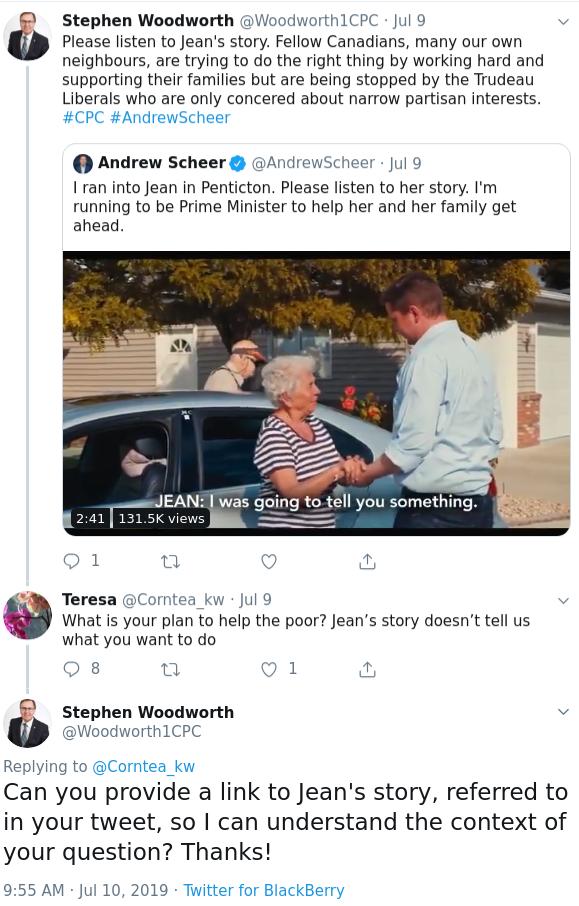 Stephen Woodworth @Woodworth1CPC · Jul 9
Please listen to Jean's story. Fellow Canadians, many our own
neighbours, are trying to do the right thing by working hard and
supporting their families but are being stopped by the Trudeau
Liberals who are only concered about narrow partisan interests.
#CPC #AndrewScheer
Andrew Scheer @AndrewScheer · Jul 9
I ran into Jean in Penticton. Please listen to her story. I'm
running to be Prime Minister to help her and her family get
ahead.
JEAN: I was going to tell you something.
2:41 131.5K views
1
Teresa @Corntea_kw · Jul 9
What is your plan to help the poor? Jean’s story doesn’t tell us
what you want to do
8 1
Stephen Woodworth
@Woodworth1CPC
Replying to @Corntea_kw
Can you provide a link to Jean's story, referred to
in your tweet, so I can understand the context of
your question? Thanks!
9:55 AM · Jul 10, 2019 · Twitter for BlackBerry